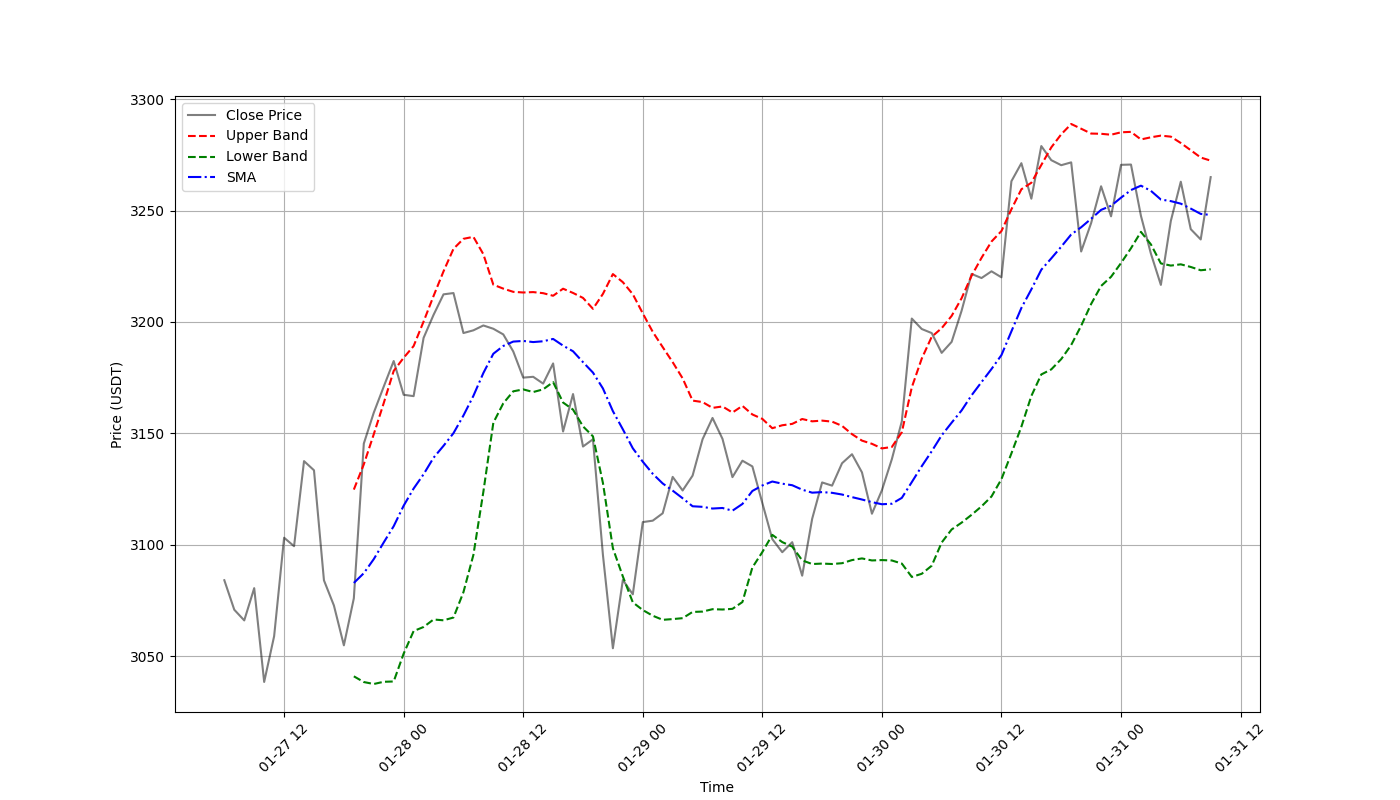 3300
3250
3200
3150
3100
3050
Price (USDT)
Close Price
Upper Band
Lower Band
SMA
01-27 12
01-28 00
01-28 12
01-29 00
01-29 12
01-30 00
01-30 12
01-31 00
01-31 12
Time